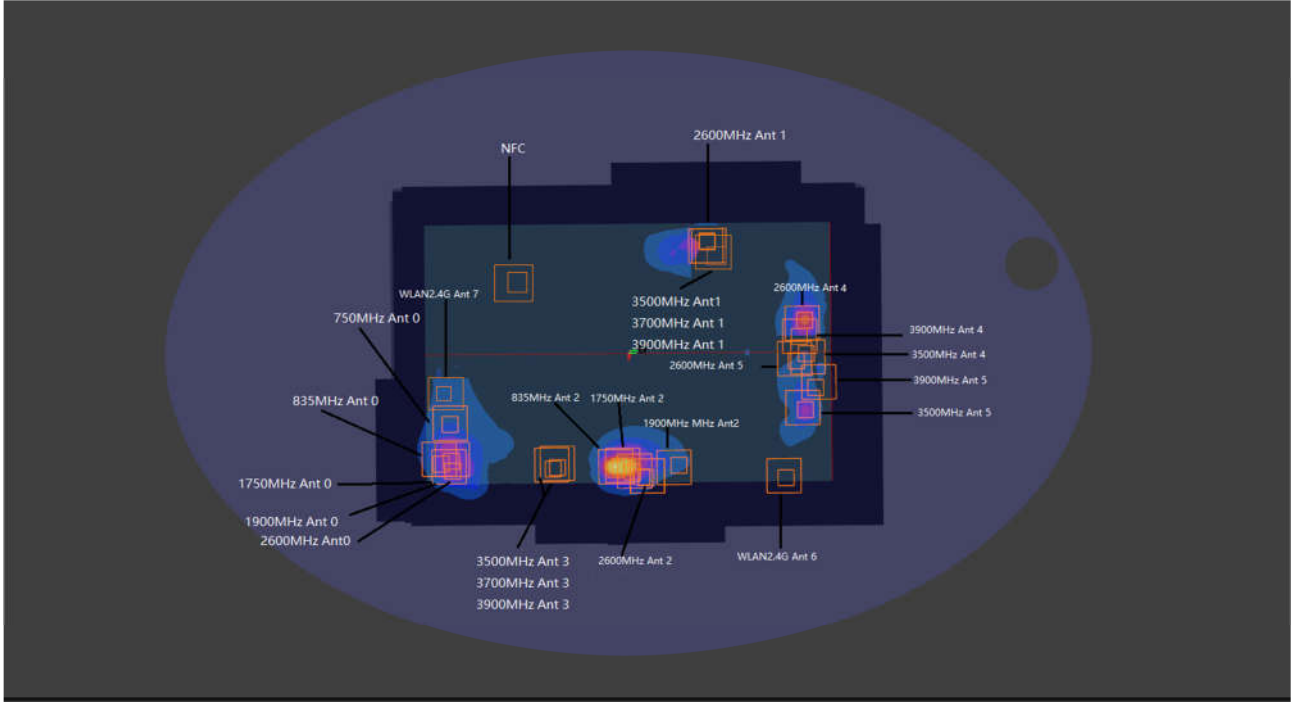 2600MHz Ant 1
NFC
2600MHz Ant 4
WLAN2.4G Ant 7
3500MHz Ant1
750MHz Ant 0
3700MHz Ant 1
3900MHz Ant 4
3900MHz Ant 1
3500MHz Ant 4
2600MHz Ant 5
3900MHz Ant 5
835MHz Ant 0
835MHz Ant 2
1750MHz Ant 2
3500MHz Ant 5
1900MHz MHz Ant2
1750MHz Ant 0
1900MHz Ant 0
2600MHz Ant0
WLAN2.4G Ant 6
3500MHz Ant 3
2600MHz Ant 2
3700MHz Ant 3
3900MHz Ant 3